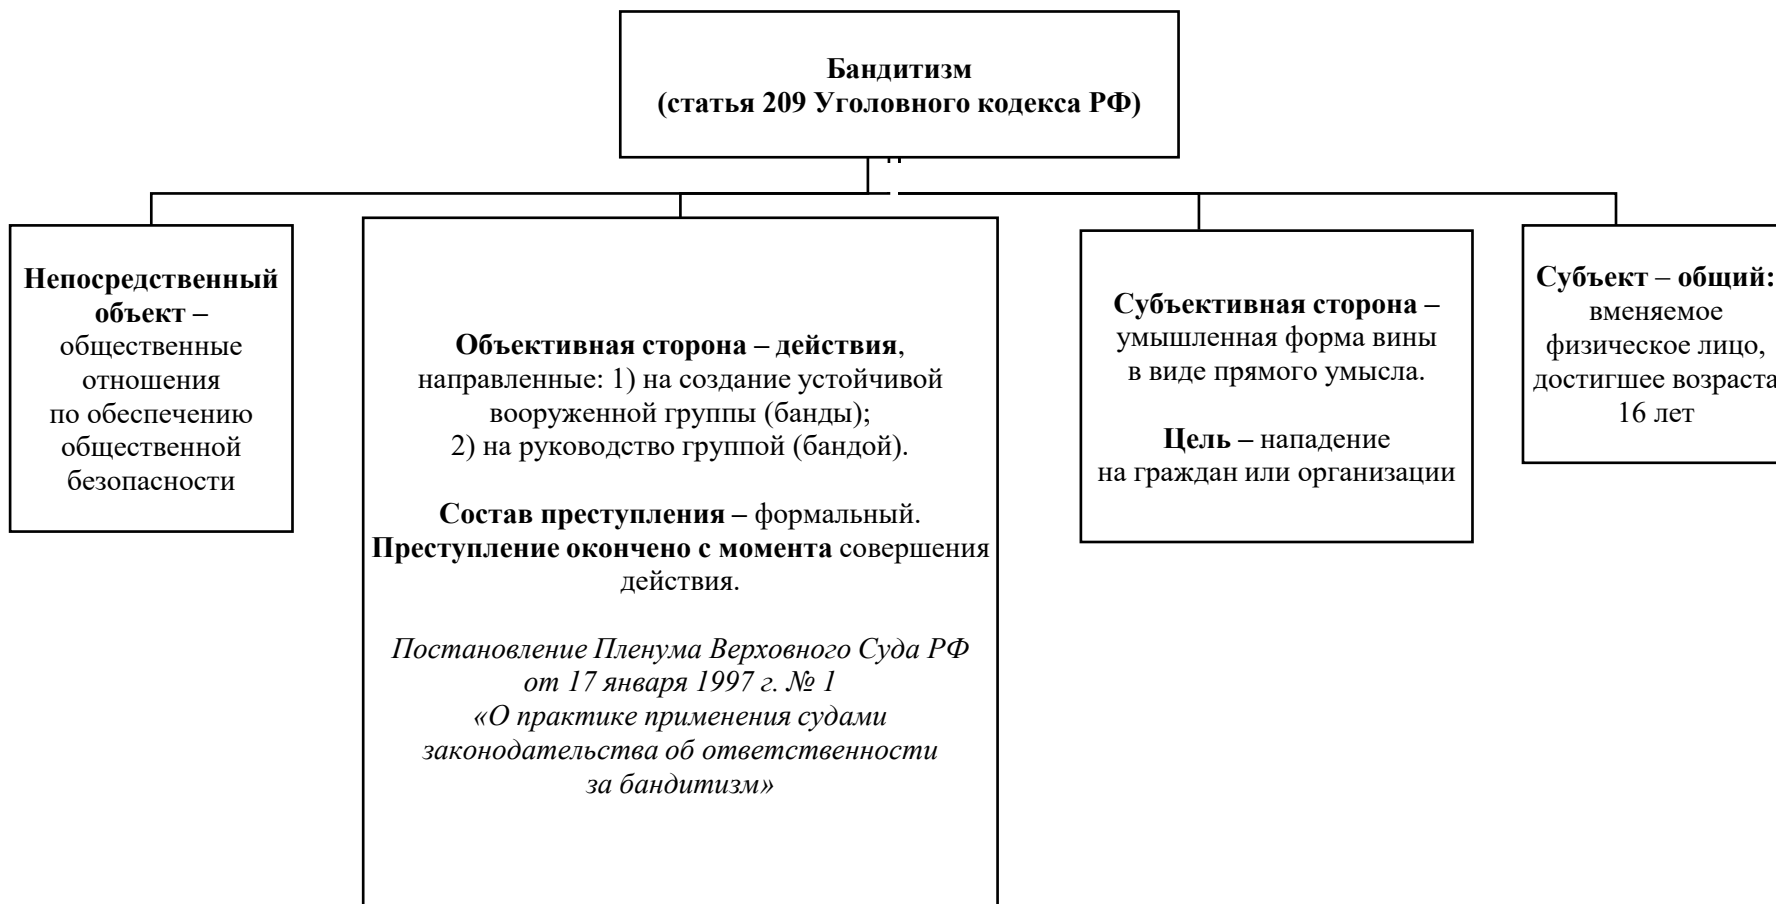 Бандитизм
(статья 209 Уголовного кодекса РФ)
Непосредственный
объект –
общественные
отношения
по обеспечению
общественной
безопасности
Объективная сторона – действия,
направленные: 1) на создание устойчивой
вооруженной группы (банды);
2) на руководство группой (бандой).
Состав преступления – формальный.
Преступление окончено с момента совершения
действия.
Постановление Пленума Верховного Суда РФ
от 17 января 1997 г. № 1
«О практике применения судами
законодательства об ответственности
за бандитизм»
Субъективная сторона –
умышленная форма вины
в виде прямого умысла.
Цель – нападение
на граждан или организации
Субъект – общий:
вменяемое
физическое лицо,
достигшее возраста
16 лет